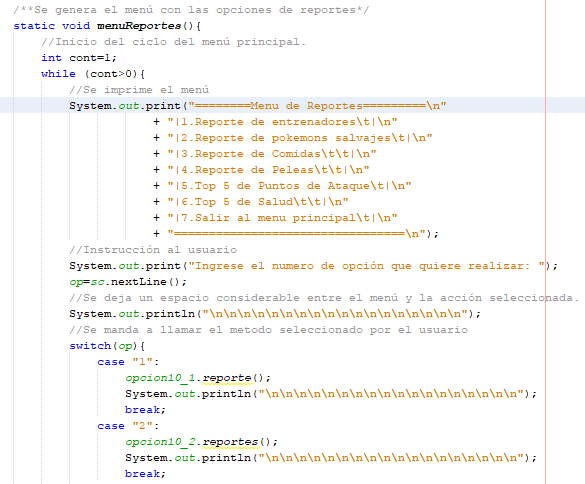 /**Se genera el menú con las opciones de reportes*/
static void menuReportes(){
//Inicio del ciclo del menú principal.
int cont=1;
while (cont>0){
//Se imprime el menú
System.out.print("========Menu de Reportes=========\n"
+ "|1.Reporte de entrenadores\t|\n"
+ "|2.Reporte de pokemons salvajes\t|\n"
+ "|3.Reporte de Comidas\t\t|\n"
+ "|4.Reporte de Peleas\t\t|\n"
+ "|5.Top 5 de Puntos de Ataque\t|\n"
+ "|6.Top 5 de Salud\t\t|\n"
+ "|7.Salir al menu principal\t|\n"
+ "=================================\n");
//Instrucción al usuario
System.out.print("Ingrese el numero de opción que quiere realizar: ");
op=sc.nextLine();
//Se deja un espacio considerable entre el menú y la acción seleccionada.
System.out.println("\n\n\n\n\n\n\n\n\n\n\n\n\n\n\n\n\n\n");
//Se manda a llamar el metodo seleccionado por el usuario
switch(op){
case "1":
opcion10_1.reporte();
System.out.println("\n\n\n\n\n\n\n\n\n\n\n\n\n\n\n\n\n\n");
break;
case "2":
opcion10_2.reportes();
System.out.println("\n\n\n\n\n\n\n\n\n\n\n\n\n\n\n\n\n\n");
break;